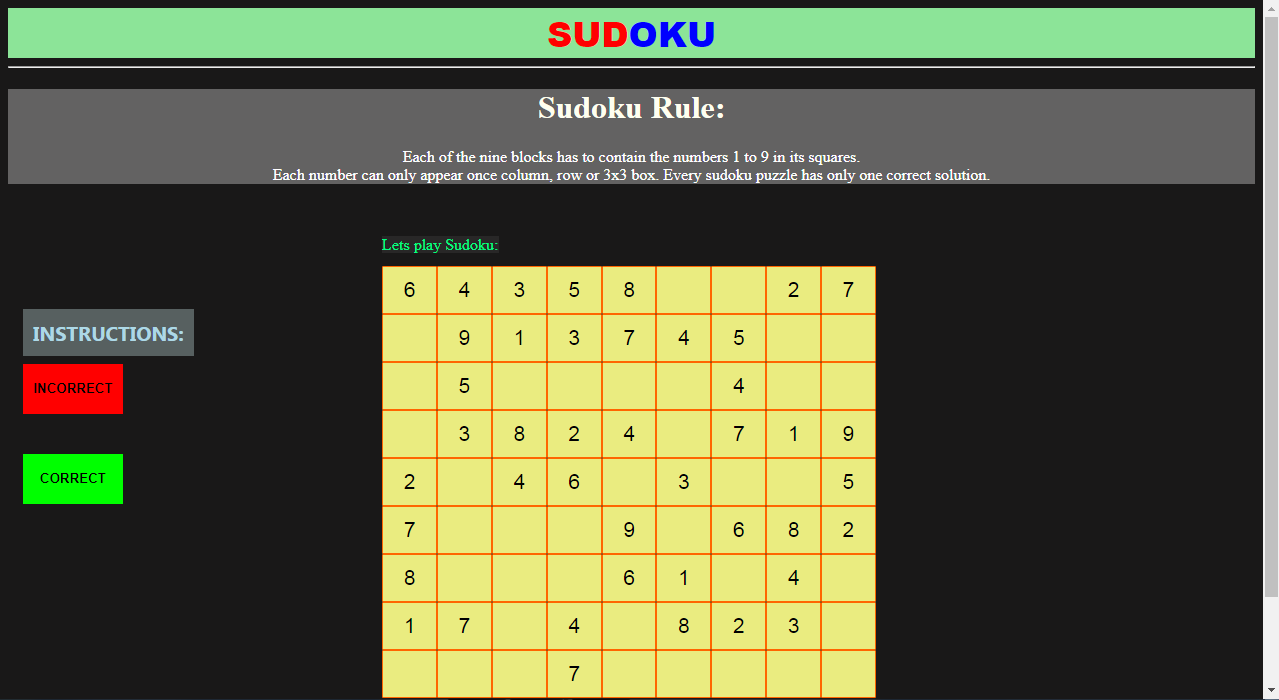 SUDOKU
Sudoku Rule:
Each of the nine blocks has to contain the numbers 1 to 9 in its squares.
Each number can only appear once column, row or 3x3 box. Every sudoku puzzle has only one correct solution.
Lets play Sudoku:
INSTRUCTIONS:
INCORRECT
CORRECT
6 4 3 5 8 2 7
9 1 3 7 4 5
5 4
3 8 2 4 7 1 9
2 4 6 3 5
7 9 6 8 2
8 6 1 4
1 7 4 8 2 3
7